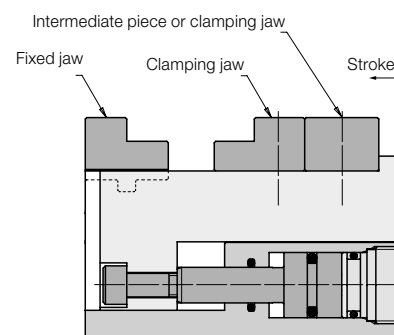 Intermediate piece or clamping jaw
Fixed jaw
Clamping jaw
Stroke